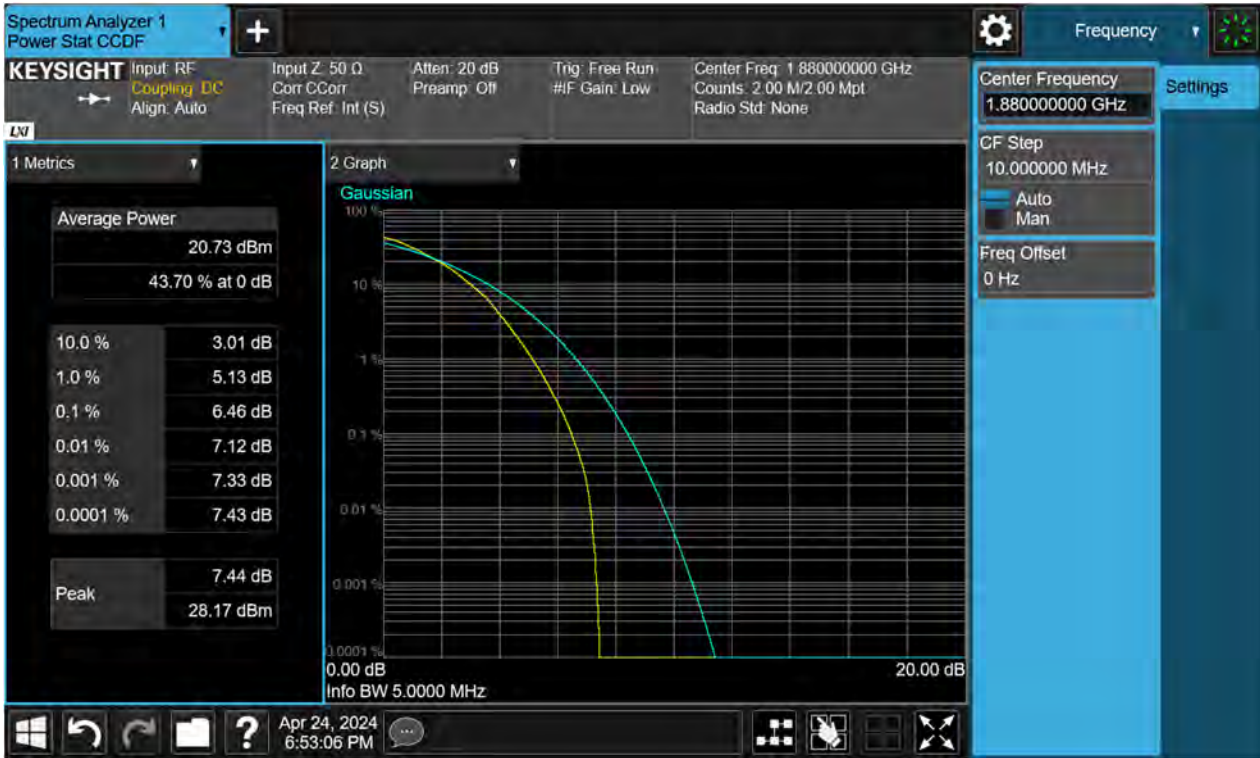 Spectrum Analyzer 1
Power Stat CCDF
+
Frequency
KEYSIGHT
Input: RF
Coupling: DC
Align: Auto
Input Z: 50 Ω
Corr CCorr
Freq Ref: Int (S)
Atten: 20 dB
Preamp: Off
Trig: Free Run
#IF Gain: Low
Center Freq: 1.880000000 GHz
Counts: 2.00 M/2.00 Mpt
Radio Std: None
LXI
Center Frequency
1.880000000 GHz
Settings
CF Step
10.000000 MHz
Auto
Man
Freq Offset
0 Hz
1 Metrics
Average Power
20.73 dBm
43.70 % at 0 dB
10.0 % 3.01 dB
1.0 % 5.13 dB
0.1 % 6.46 dB
0.01 % 7.12 dB
0.001 % 7.33 dB
0.0001 % 7.43 dB
Peak
7.44 dB
28.17 dBm
2 Graph
Gaussian
100 %
10 %
1 %
0.1 %
0.01 %
0.001 %
0.0001 %
0.00 dB 20.00 dB
Info BW 5.0000 MHz
?
Apr 24, 2024
6:53:06 PM